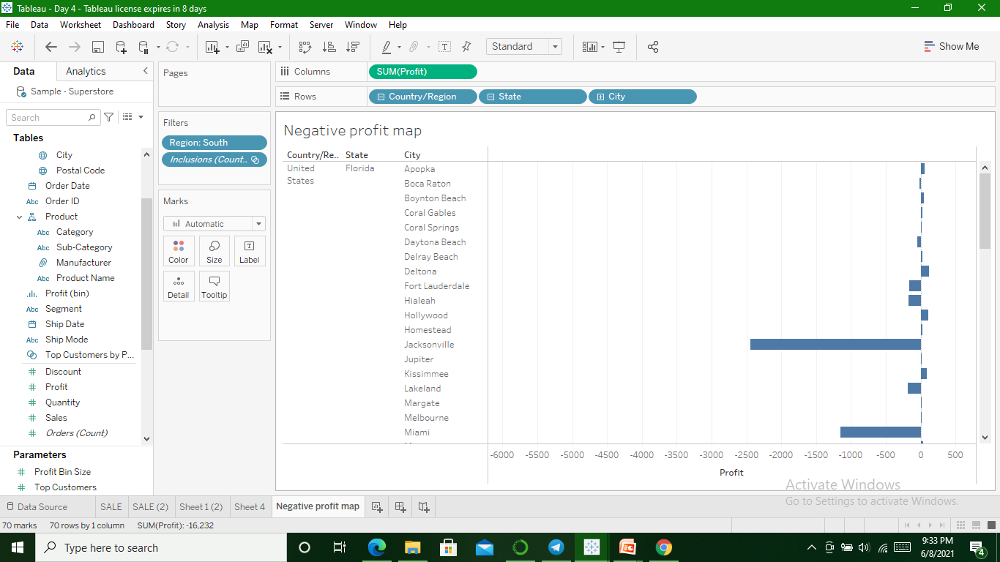 Tableau - Day 4 - Tableau license expires in 8 days
File Data Worksheet Dashboard Story Analysis Map Format Server Window Help
Standard
Show Me
Data Analytics
Sample - Superstore
Search
Tables
City
Postal Code
Order Date
Abc Order ID
Product
Abc Category
Abc Sub-Category
Manufacturer
Abc Product Name
Profit (bin)
Abc Segment
Ship Date
Abc Ship Mode
Top Customers by P...
Discount
Profit
Quantity
Sales
Orders (Count)
Parameters
Profit Bin Size
Top Customers
Pages
Filters
Region: South
Inclusions (Count..
Marks
Automatic
Color Size Label
Detail Tooltip
Columns SUM(Profit)
Rows Country/Region State City
Negative profit map
Country/Re.. State City
United States Florida Apopka
Boca Raton
Boynton Beach
Coral Gables
Coral Springs
Daytona Beach
Delray Beach
Deltona
Fort Lauderdale
Hialeah
Hollywood
Homestead
Jacksonville
Jupiter
Kissimmee
Lakeland
Margate
Melbourne
Miami
-6000 -5500 -5000 -4500 -4000 -3500 -3000 -2500 -2000 -1500 -1000 -500 0 500
Profit
Activate Windows
Go to Settings to activate Windows.
Data Source SALE SALE (2) Sheet 1 (2) Sheet 4 Negative profit map
70 marks 70 rows by 1 column SUM(Profit): -16,232
Type here to search
9:33 PM
6/8/2021
4